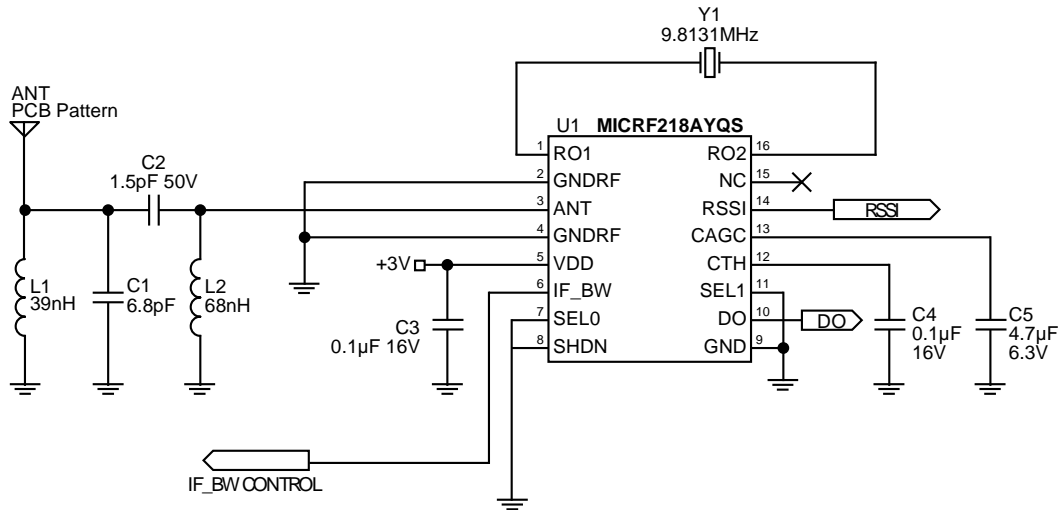 Y1
9.8131MHz
ANT
PCB Pattern
U1 MICRF218AYQS
C2
1.5pF 50V
1 RO1 RO2 16
2 GNDRF NC 15
3 ANT RSSI 14 RSSI
4 GNDRF CAGC 13
+3V 5 VDD CTH 12
6 IF_BW SEL1 11
7 SEL0 DO 10 DO
8 SHDN GND 9
L1
39nH
C1
6.8pF
L2
68nH
C3
0.1µF 16V
C4
0.1µF
16V
C5
4.7µF
6.3V
IF_BW CONTROL